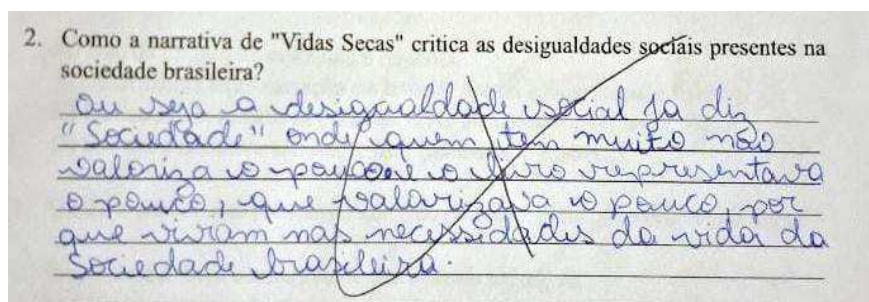 2. Como a narrativa de "Vidas Secas" critica as desigualdades sociais presentes na
sociedade brasileira?
Ou seja a desigualdade social ja diz
"Sociedade" onde quem tem muito não
valoriza o pouco e o livro representava
o pouco, que valorizava o pouco, por
que viviam nas necessidades da vida da
Sociedade brasileira.